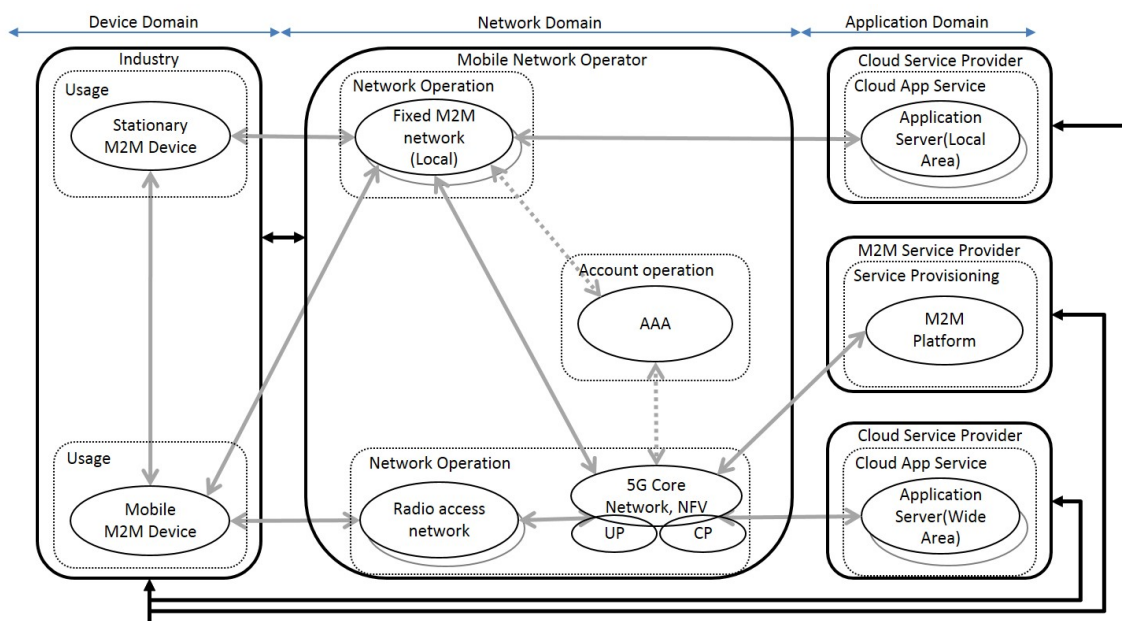 Device Domain
Network Domain
Application Domain
Industry
Usage
Stationary
M2M Device
Usage
Mobile
M2M Device
Mobile Network Operator
Network Operation
Fixed M2M
network
(Local)
Account operation
AAA
Network Operation
Radio access
network
5G Core
Network, NFV
UP
CP
Cloud Service Provider
Cloud App Service
Application
Server(Local
Area)
M2M Service Provider
Service Provisioning
M2M
Platform
Cloud Service Provider
Cloud App Service
Application
Server(Wide
Area)